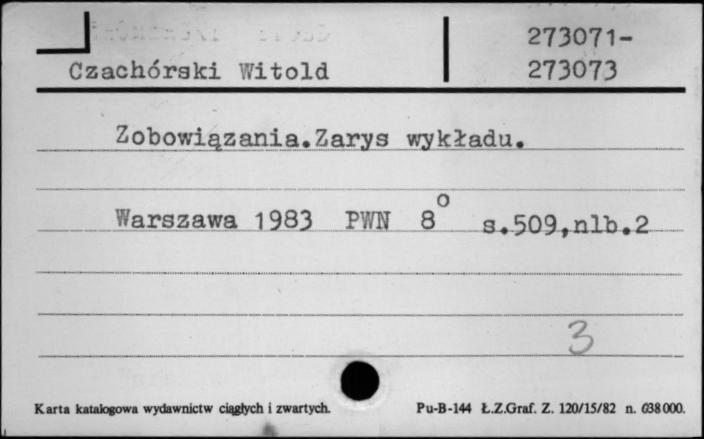 273071-
Czachórski Witold 273073
Zobowiązania.Zarys wykładu.
Warszawa 1983 PWN 8° s.509,nlb.2
3
Karta katalogowa wydawnictw ciągłych i zwartych. Pu-B-144 Ł.Z.Graf. Z. 120/15/82 n. 638000.